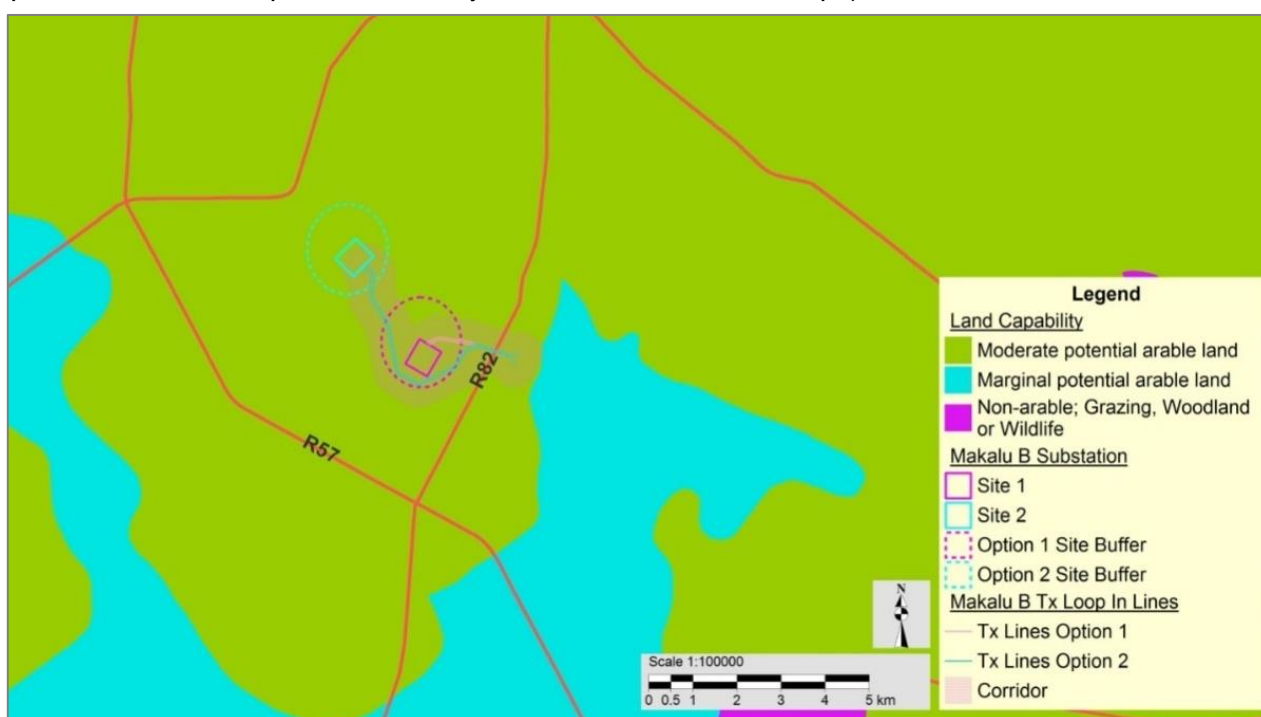 R82
R57
Legend
Land Capability
Moderate potential arable land
Marginal potential arable land
Non-arable; Grazing, Woodland
or Wildlife
Makalu B Substation
Site 1
Site 2
Option 1 Site Buffer
Option 2 Site Buffer
Makalu B Tx Loop In Lines
Tx Lines Option 1
Tx Lines Option 2
Corridor
N
Scale 1:100000
0 0.5 1 2 3 4 5 km